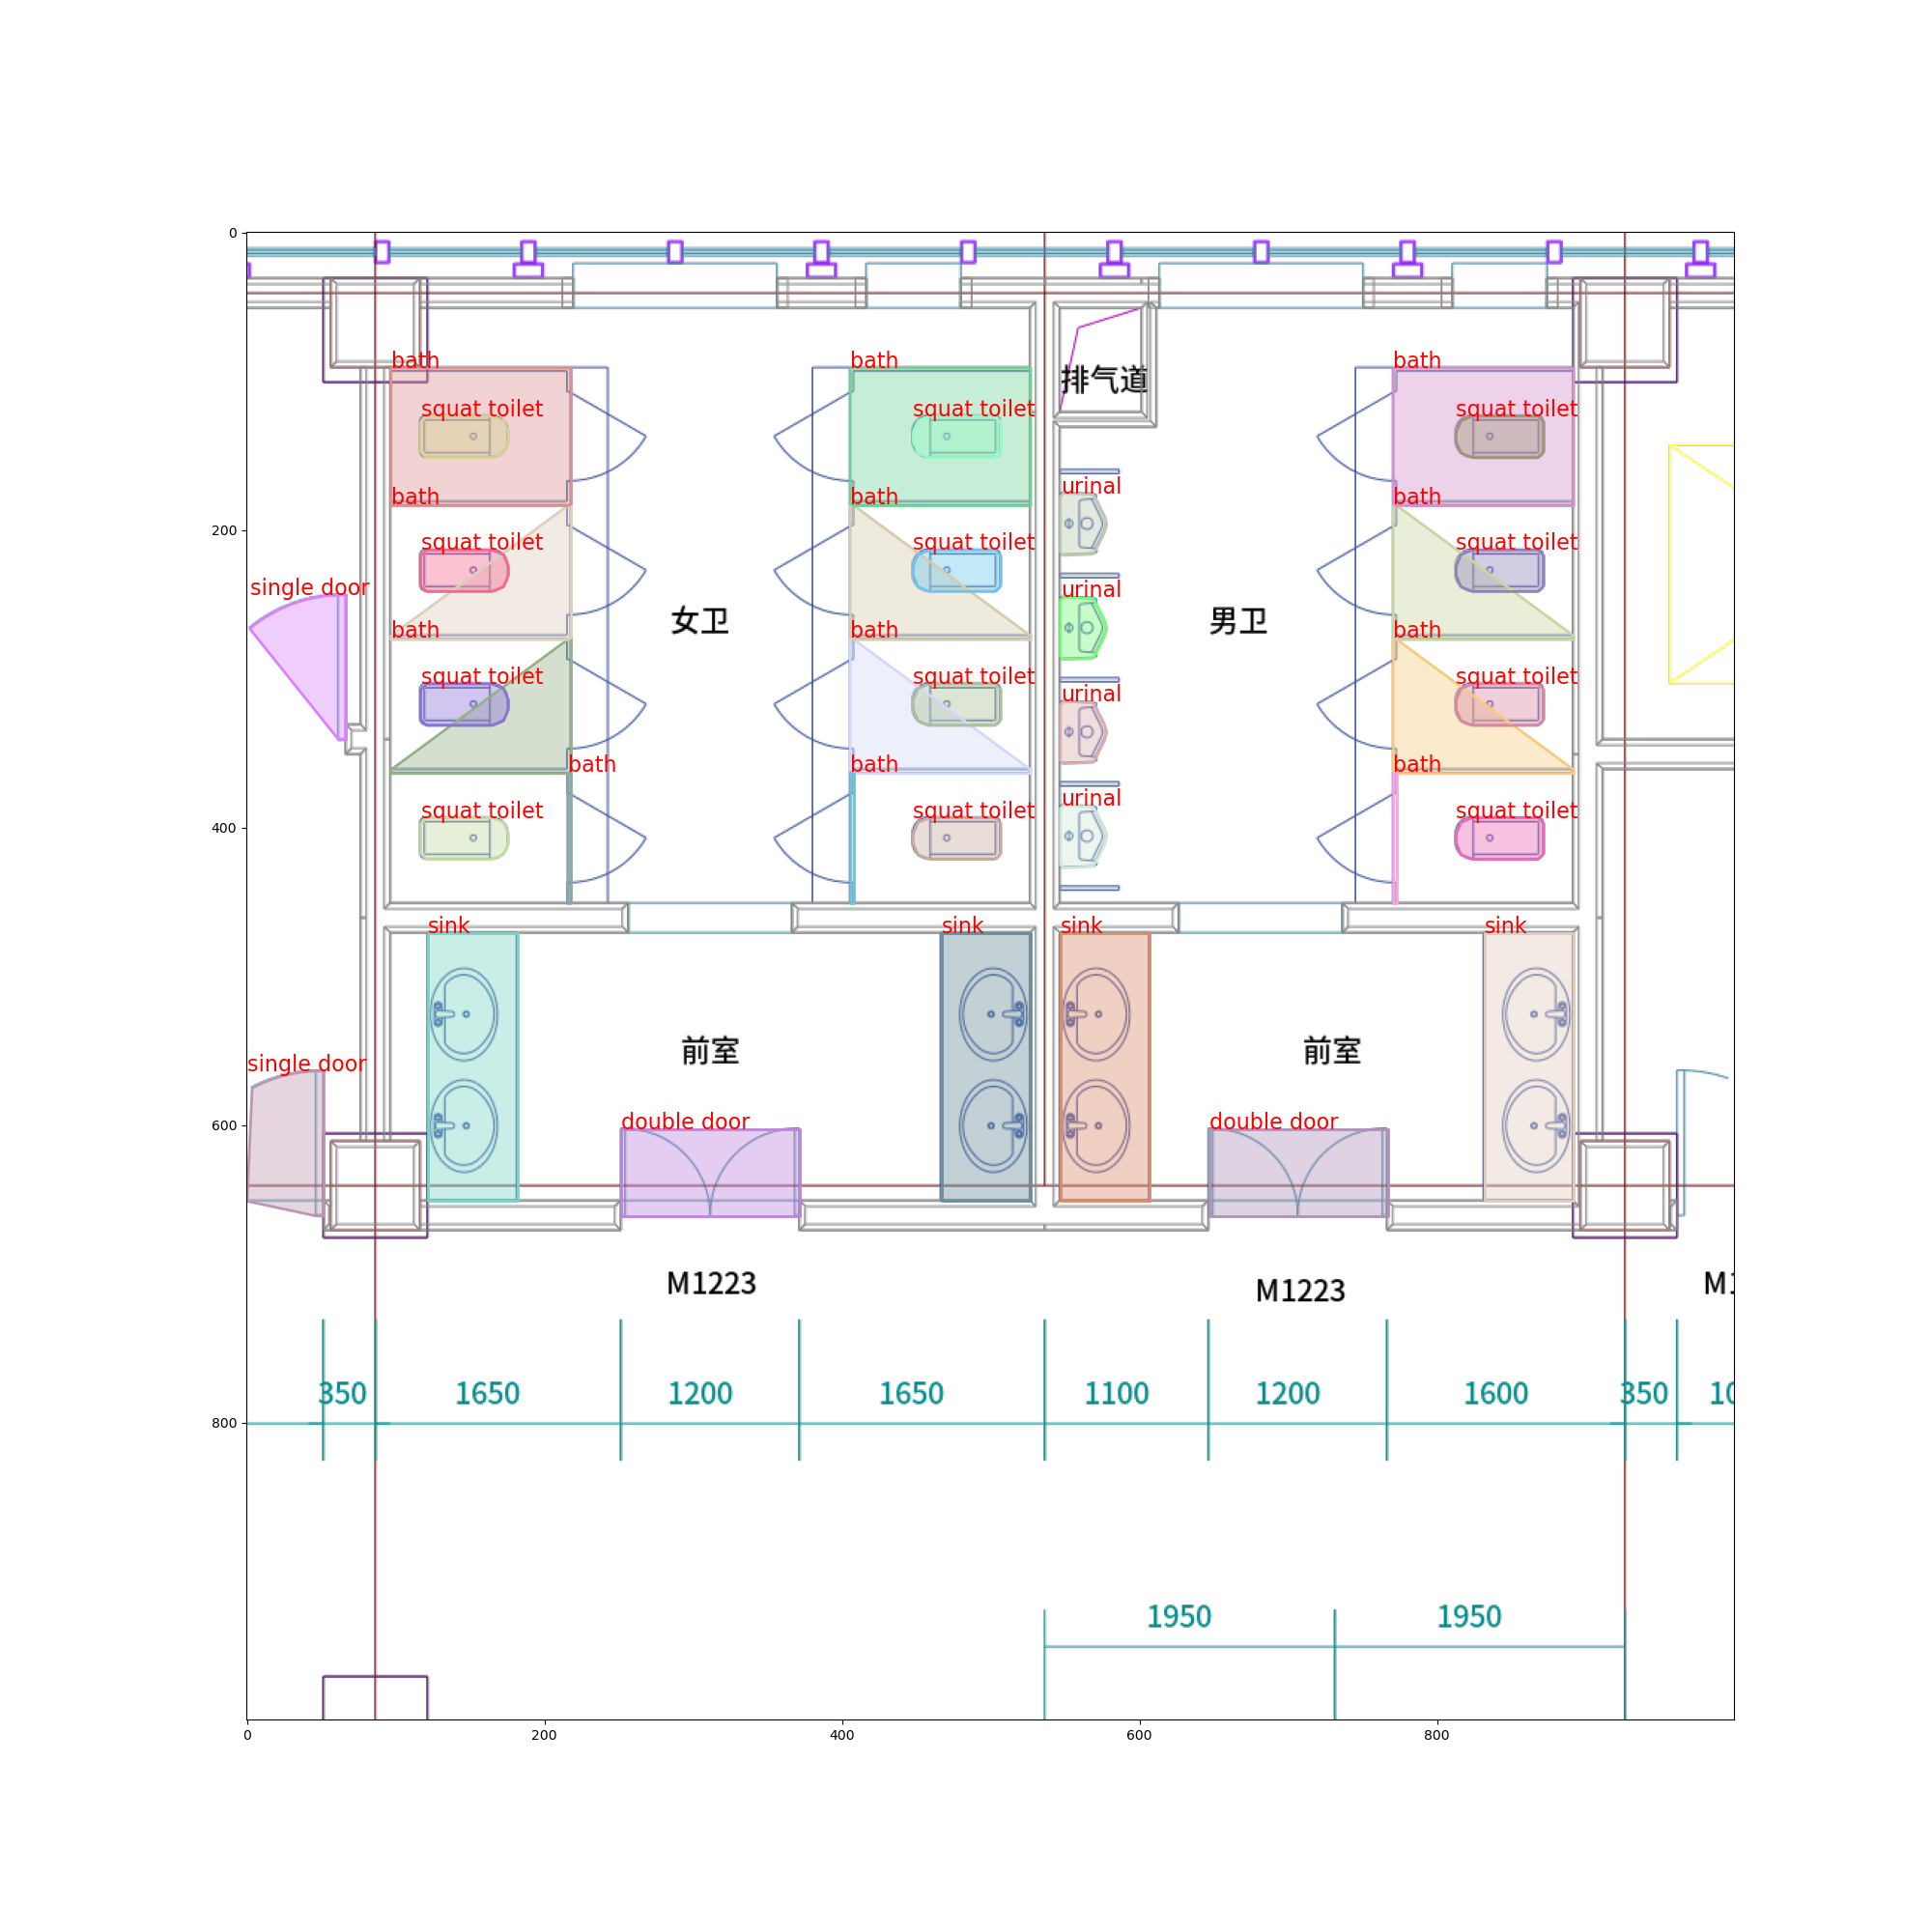 0
bath
bath
bath
排气道
squat toilet
squat toilet
squat toilet
bath
bath
bath
urinal
200
squat toilet
squat toilet
squat toilet
single door
urinal
女卫
男卫
bath
bath
bath
squat toilet
squat toilet
squat toilet
urinal
bath
bath
bath
urinal
squat toilet
squat toilet
squat toilet
400
sink
sink
sink
sink
前室
前室
single door
600
double door
double door
M1223
M1223
350
1650
1200
1650
1100
1200
1600
350
800
1950
1950
0
200
400
600
800